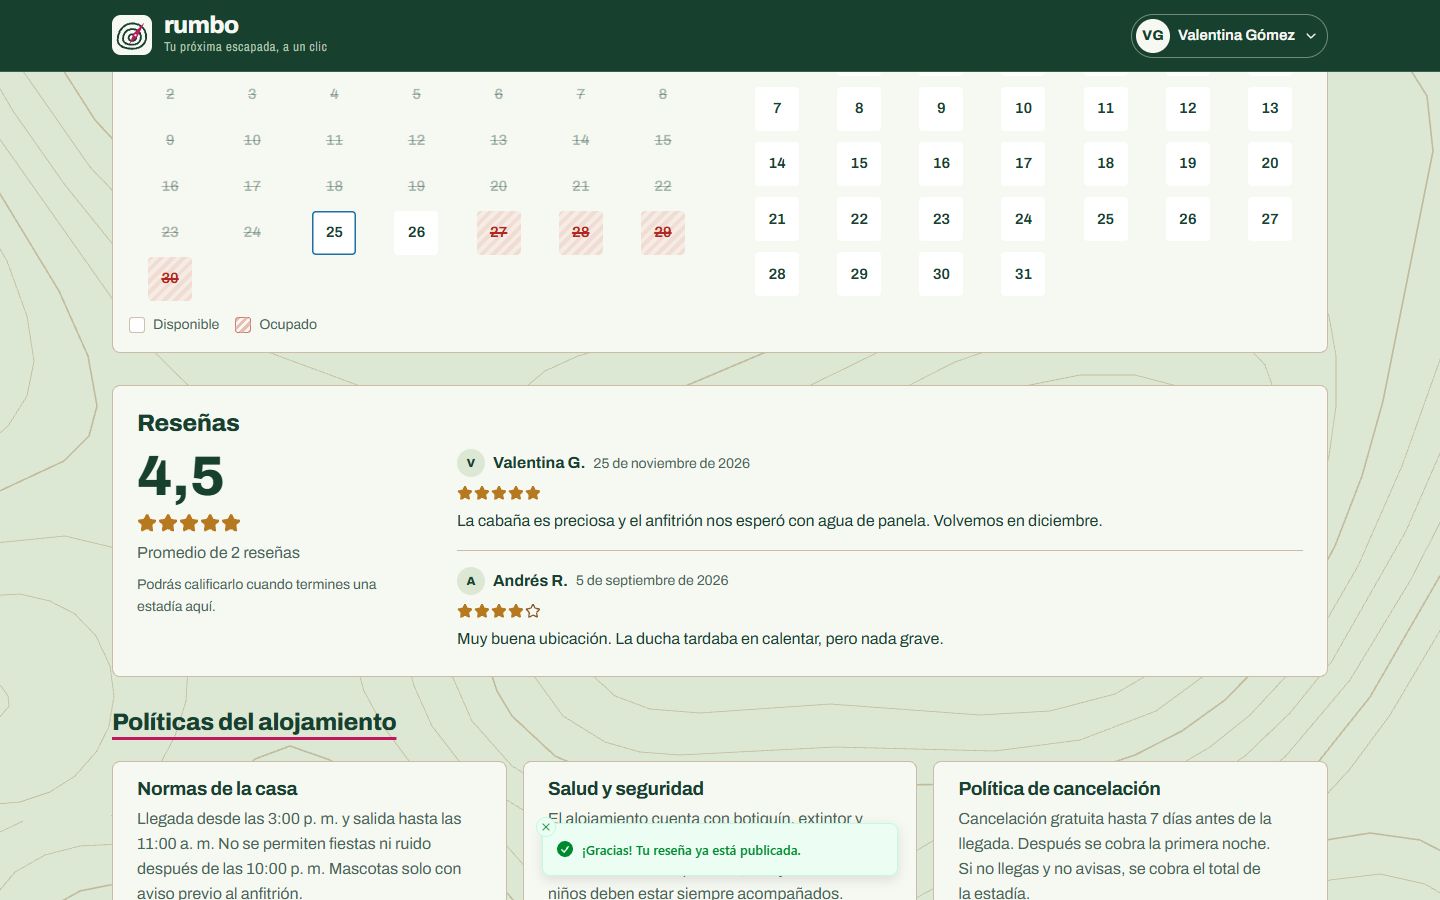 rumbo
Tu próxima escapada, a un clic
VG Valentina Gómez
2 3 4 5 6 7 8
9 10 11 12 13 14 15
16 17 18 19 20 21 22
23 24 25 26 27 28 29
30
7 8 9 10 11 12 13
14 15 16 17 18 19 20
21 22 23 24 25 26 27
28 29 30 31
Disponible Ocupado
Reseñas
4,5
Promedio de 2 reseñas
Podrás calificarlo cuando termines una
estadía aquí.
V Valentina G. 25 de noviembre de 2026
La cabaña es preciosa y el anfitrión nos esperó con agua de panela. Volvemos en diciembre.
A Andrés R. 5 de septiembre de 2026
Muy buena ubicación. La ducha tardaba en calentar, pero nada grave.
Políticas del alojamiento
Normas de la casa
Llegada desde las 3:00 p. m. y salida hasta las
11:00 a. m. No se permiten fiestas ni ruido
después de las 10:00 p. m. Mascotas solo con
aviso previo al anfitrión.
Salud y seguridad
El alojamiento cuenta con botiquín, extintor y
niños deben estar siempre acompañados.
¡Gracias! Tu reseña ya está publicada.
Política de cancelación
Cancelación gratuita hasta 7 días antes de la
llegada. Después se cobra la primera noche.
Si no llegas y no avisas, se cobra el total de
la estadía.